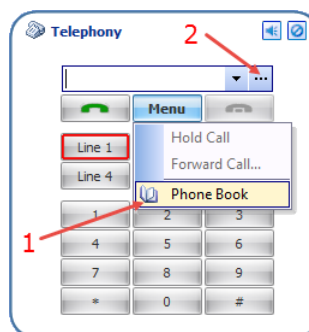 Telephony
2
...
Menu
Line 1
Hold Call
Forward Call...
Line 4
Phone Book
1
1 2 3
4 5 6
7 8 9
* 0 #